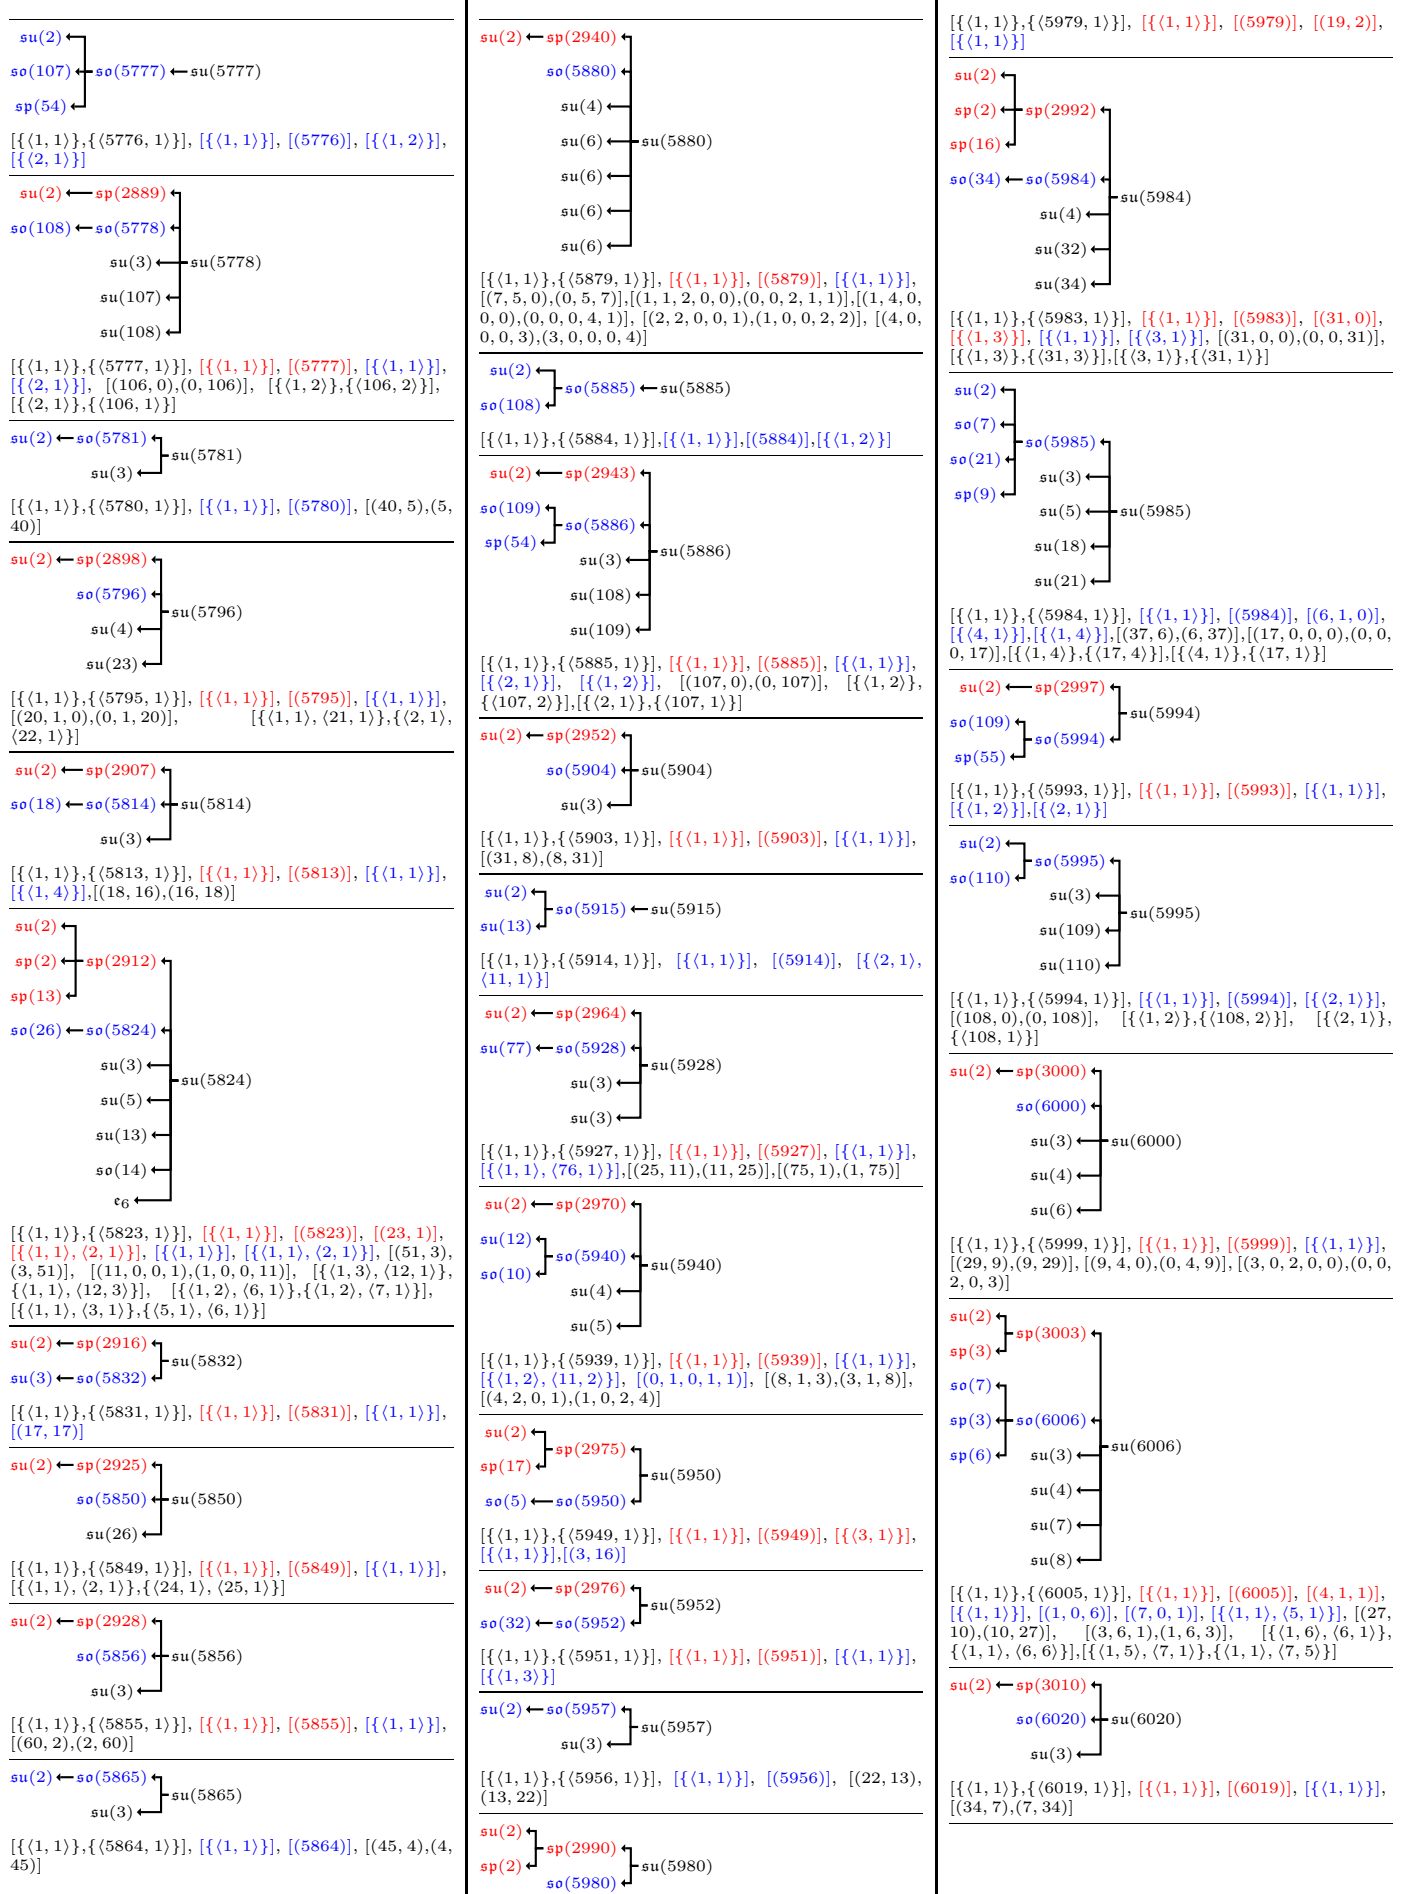 𝔰𝔲(2)
𝔰𝔬(107) 𝔰𝔬(5777) 𝔰𝔲(5777)
𝔰𝔭(54)
[{⟨1, 1⟩},{⟨5776, 1⟩}], [{⟨1, 1⟩}], [(5776)], [{⟨1, 2⟩}],
[{⟨2, 1⟩}]
𝔰𝔲(2) 𝔰𝔭(2889)
𝔰𝔬(108) 𝔰𝔬(5778)
𝔰𝔲(3) 𝔰𝔲(5778)
𝔰𝔲(107)
𝔰𝔲(108)
[{⟨1, 1⟩},{⟨5777, 1⟩}], [{⟨1, 1⟩}], [(5777)], [{⟨1, 1⟩}],
[{⟨2, 1⟩}], [(106, 0),(0, 106)], [{⟨1, 2⟩},{⟨106, 2⟩}],
[{⟨2, 1⟩},{⟨106, 1⟩}]
𝔰𝔲(2) 𝔰𝔬(5781)
𝔰𝔲(5781)
𝔰𝔲(3)
[{⟨1, 1⟩},{⟨5780, 1⟩}], [{⟨1, 1⟩}], [(5780)], [(40, 5),(5,
40)]
𝔰𝔲(2) 𝔰𝔭(2898)
𝔰𝔬(5796)
𝔰𝔲(5796)
𝔰𝔲(4)
𝔰𝔲(23)
[{⟨1, 1⟩},{⟨5795, 1⟩}], [{⟨1, 1⟩}], [(5795)], [{⟨1, 1⟩}],
[(20, 1, 0),(0, 1, 20)], [{⟨1, 1⟩, ⟨21, 1⟩},{⟨2, 1⟩,
⟨22, 1⟩}]
𝔰𝔲(2) 𝔰𝔭(2907)
𝔰𝔬(18) 𝔰𝔬(5814) 𝔰𝔲(5814)
𝔰𝔲(3)
[{⟨1, 1⟩},{⟨5813, 1⟩}], [{⟨1, 1⟩}], [(5813)], [{⟨1, 1⟩}],
[{⟨1, 4⟩}],[(18, 16),(16, 18)]
𝔰𝔲(2)
𝔰𝔭(2) 𝔰𝔭(2912)
𝔰𝔭(13)
𝔰𝔬(26) 𝔰𝔬(5824)
𝔰𝔲(3)
𝔰𝔲(5824)
𝔰𝔲(5)
𝔰𝔲(13)
𝔰𝔬(14)
𝔢₆
[{⟨1, 1⟩},{⟨5823, 1⟩}], [{⟨1, 1⟩}], [(5823)], [(23, 1)],
[{⟨1, 1⟩, ⟨2, 1⟩}], [{⟨1, 1⟩}], [{⟨1, 1⟩, ⟨2, 1⟩}], [(51, 3),
(3, 51)], [(11, 0, 0, 1),(1, 0, 0, 11)], [{⟨1, 3⟩, ⟨12, 1⟩},
{⟨1, 1⟩, ⟨12, 3⟩}], [{⟨1, 2⟩, ⟨6, 1⟩},{⟨1, 2⟩, ⟨7, 1⟩}],
[{⟨1, 1⟩, ⟨3, 1⟩},{⟨5, 1⟩, ⟨6, 1⟩}]
𝔰𝔲(2) 𝔰𝔭(2916)
𝔰𝔲(5832)
𝔰𝔲(3) 𝔰𝔬(5832)
[{⟨1, 1⟩},{⟨5831, 1⟩}], [{⟨1, 1⟩}], [(5831)], [{⟨1, 1⟩}],
[(17, 17)]
𝔰𝔲(2) 𝔰𝔭(2925)
𝔰𝔬(5850) 𝔰𝔲(5850)
𝔰𝔲(26)
[{⟨1, 1⟩},{⟨5849, 1⟩}], [{⟨1, 1⟩}], [(5849)], [{⟨1, 1⟩}],
[{⟨1, 1⟩, ⟨2, 1⟩},{⟨24, 1⟩, ⟨25, 1⟩}]
𝔰𝔲(2) 𝔰𝔭(2928)
𝔰𝔬(5856) 𝔰𝔲(5856)
𝔰𝔲(3)
[{⟨1, 1⟩},{⟨5855, 1⟩}], [{⟨1, 1⟩}], [(5855)], [{⟨1, 1⟩}],
[(60, 2),(2, 60)]
𝔰𝔲(2) 𝔰𝔬(5865)
𝔰𝔲(5865)
𝔰𝔲(3)
[{⟨1, 1⟩},{⟨5864, 1⟩}], [{⟨1, 1⟩}], [(5864)], [(45, 4),(4,
45)]
𝔰𝔲(2) 𝔰𝔭(2940)
𝔰𝔬(5880)
𝔰𝔲(4)
𝔰𝔲(6) 𝔰𝔲(5880)
𝔰𝔲(6)
𝔰𝔲(6)
𝔰𝔲(6)
[{⟨1, 1⟩},{⟨5879, 1⟩}], [{⟨1, 1⟩}], [(5879)], [{⟨1, 1⟩}],
[(7, 5, 0),(0, 5, 7)],[(1, 1, 2, 0, 0),(0, 0, 2, 1, 1)],[(1, 4, 0,
0, 0),(0, 0, 0, 4, 1)], [(2, 2, 0, 0, 1),(1, 0, 0, 2, 2)], [(4, 0,
0, 0, 3),(3, 0, 0, 0, 4)]
𝔰𝔲(2)
𝔰𝔬(5885) 𝔰𝔲(5885)
𝔰𝔬(108)
[{⟨1, 1⟩},{⟨5884, 1⟩}],[{⟨1, 1⟩}],[(5884)],[{⟨1, 2⟩}]
𝔰𝔲(2) 𝔰𝔭(2943)
𝔰𝔬(109)
𝔰𝔬(5886)
𝔰𝔭(54)
𝔰𝔲(5886)
𝔰𝔲(3)
𝔰𝔲(108)
𝔰𝔲(109)
[{⟨1, 1⟩},{⟨5885, 1⟩}], [{⟨1, 1⟩}], [(5885)], [{⟨1, 1⟩}],
[{⟨2, 1⟩}], [{⟨1, 2⟩}], [(107, 0),(0, 107)], [{⟨1, 2⟩},
{⟨107, 2⟩}],[{⟨2, 1⟩},{⟨107, 1⟩}]
𝔰𝔲(2) 𝔰𝔭(2952)
𝔰𝔬(5904) 𝔰𝔲(5904)
𝔰𝔲(3)
[{⟨1, 1⟩},{⟨5903, 1⟩}], [{⟨1, 1⟩}], [(5903)], [{⟨1, 1⟩}],
[(31, 8),(8, 31)]
𝔰𝔲(2)
𝔰𝔬(5915) 𝔰𝔲(5915)
𝔰𝔲(13)
[{⟨1, 1⟩},{⟨5914, 1⟩}], [{⟨1, 1⟩}], [(5914)], [{⟨2, 1⟩,
⟨11, 1⟩}]
𝔰𝔲(2) 𝔰𝔭(2964)
𝔰𝔲(77) 𝔰𝔬(5928)
𝔰𝔲(5928)
𝔰𝔲(3)
𝔰𝔲(3)
[{⟨1, 1⟩},{⟨5927, 1⟩}], [{⟨1, 1⟩}], [(5927)], [{⟨1, 1⟩}],
[{⟨1, 1⟩, ⟨76, 1⟩}],[(25, 11),(11, 25)],[(75, 1),(1, 75)]
𝔰𝔲(2) 𝔰𝔭(2970)
𝔰𝔲(12)
𝔰𝔬(5940) 𝔰𝔲(5940)
𝔰𝔬(10)
𝔰𝔲(4)
𝔰𝔲(5)
[{⟨1, 1⟩},{⟨5939, 1⟩}], [{⟨1, 1⟩}], [(5939)], [{⟨1, 1⟩}],
[{⟨1, 2⟩, ⟨11, 2⟩}], [(0, 1, 0, 1, 1)], [(8, 1, 3),(3, 1, 8)],
[(4, 2, 0, 1),(1, 0, 2, 4)]
𝔰𝔲(2)
𝔰𝔭(2975)
𝔰𝔭(17)
𝔰𝔲(5950)
𝔰𝔬(5) 𝔰𝔬(5950)
[{⟨1, 1⟩},{⟨5949, 1⟩}], [{⟨1, 1⟩}], [(5949)], [{⟨3, 1⟩}],
[{⟨1, 1⟩}],[(3, 16)]
𝔰𝔲(2) 𝔰𝔭(2976)
𝔰𝔲(5952)
𝔰𝔬(32) 𝔰𝔬(5952)
[{⟨1, 1⟩},{⟨5951, 1⟩}], [{⟨1, 1⟩}], [(5951)], [{⟨1, 1⟩}],
[{⟨1, 3⟩}]
𝔰𝔲(2) 𝔰𝔬(5957)
𝔰𝔲(5957)
𝔰𝔲(3)
[{⟨1, 1⟩},{⟨5956, 1⟩}], [{⟨1, 1⟩}], [(5956)], [(22, 13),
(13, 22)]
𝔰𝔲(2)
𝔰𝔭(2990)
𝔰𝔭(2) 𝔰𝔲(5980)
𝔰𝔬(5980)
[{⟨1, 1⟩},{⟨5979, 1⟩}], [{⟨1, 1⟩}], [(5979)], [(19, 2)],
[{⟨1, 1⟩}]
𝔰𝔲(2)
𝔰𝔭(2) 𝔰𝔭(2992)
𝔰𝔭(16)
𝔰𝔬(34) 𝔰𝔬(5984)
𝔰𝔲(5984)
𝔰𝔲(4)
𝔰𝔲(32)
𝔰𝔲(34)
[{⟨1, 1⟩},{⟨5983, 1⟩}], [{⟨1, 1⟩}], [(5983)], [(31, 0)],
[{⟨1, 3⟩}], [{⟨1, 1⟩}], [{⟨3, 1⟩}], [(31, 0, 0),(0, 0, 31)],
[{⟨1, 3⟩},{⟨31, 3⟩}],[{⟨3, 1⟩},{⟨31, 1⟩}]
𝔰𝔲(2)
𝔰𝔬(7)
𝔰𝔬(5985)
𝔰𝔬(21)
𝔰𝔲(3)
𝔰𝔭(9)
𝔰𝔲(5) 𝔰𝔲(5985)
𝔰𝔲(18)
𝔰𝔲(21)
[{⟨1, 1⟩},{⟨5984, 1⟩}], [{⟨1, 1⟩}], [(5984)], [(6, 1, 0)],
[{⟨4, 1⟩}],[{⟨1, 4⟩}],[(37, 6),(6, 37)],[(17, 0, 0, 0),(0, 0,
0, 17)],[{⟨1, 4⟩},{⟨17, 4⟩}],[{⟨4, 1⟩},{⟨17, 1⟩}]
𝔰𝔲(2) 𝔰𝔭(2997)
𝔰𝔲(5994)
𝔰𝔬(109)
𝔰𝔬(5994)
𝔰𝔭(55)
[{⟨1, 1⟩},{⟨5993, 1⟩}], [{⟨1, 1⟩}], [(5993)], [{⟨1, 1⟩}],
[{⟨1, 2⟩}],[{⟨2, 1⟩}]
𝔰𝔲(2)
𝔰𝔬(5995)
𝔰𝔬(110)
𝔰𝔲(3)
𝔰𝔲(5995)
𝔰𝔲(109)
𝔰𝔲(110)
[{⟨1, 1⟩},{⟨5994, 1⟩}], [{⟨1, 1⟩}], [(5994)], [{⟨2, 1⟩}],
[(108, 0),(0, 108)], [{⟨1, 2⟩},{⟨108, 2⟩}], [{⟨2, 1⟩},
{⟨108, 1⟩}]
𝔰𝔲(2) 𝔰𝔭(3000)
𝔰𝔬(6000)
𝔰𝔲(3) 𝔰𝔲(6000)
𝔰𝔲(4)
𝔰𝔲(6)
[{⟨1, 1⟩},{⟨5999, 1⟩}], [{⟨1, 1⟩}], [(5999)], [{⟨1, 1⟩}],
[(29, 9),(9, 29)],[(9, 4, 0),(0, 4, 9)],[(3, 0, 2, 0, 0),(0, 0,
2, 0, 3)]
𝔰𝔲(2)
𝔰𝔭(3003)
𝔰𝔭(3)
𝔰𝔬(7)
𝔰𝔭(3) 𝔰𝔬(6006)
𝔰𝔲(6006)
𝔰𝔭(6) 𝔰𝔲(3)
𝔰𝔲(4)
𝔰𝔲(7)
𝔰𝔲(8)
[{⟨1, 1⟩},{⟨6005, 1⟩}], [{⟨1, 1⟩}], [(6005)], [(4, 1, 1)],
[{⟨1, 1⟩}], [(1, 0, 6)], [(7, 0, 1)], [{⟨1, 1⟩, ⟨5, 1⟩}], [(27,
10),(10, 27)], [(3, 6, 1),(1, 6, 3)], [{⟨1, 6⟩, ⟨6, 1⟩},
{⟨1, 1⟩, ⟨6, 6⟩}],[{⟨1, 5⟩, ⟨7, 1⟩},{⟨1, 1⟩, ⟨7, 5⟩}]
𝔰𝔲(2) 𝔰𝔭(3010)
𝔰𝔬(6020) 𝔰𝔲(6020)
𝔰𝔲(3)
[{⟨1, 1⟩},{⟨6019, 1⟩}], [{⟨1, 1⟩}], [(6019)], [{⟨1, 1⟩}],
[(34, 7),(7, 34)]